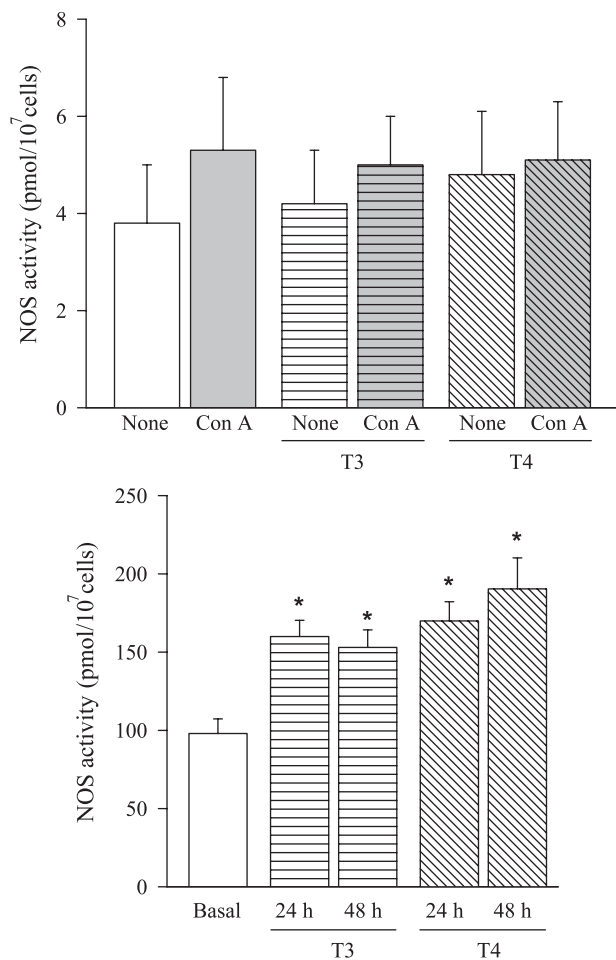 8
6
4
2
0
NOS activity (pmol/10⁷cells)
None Con A None Con A None Con A
T3 T4
250
200
150
100
50
0
NOS activity (pmol/10⁷cells)
* * * *
Basal 24 h 48 h 24 h 48 h
T3 T4